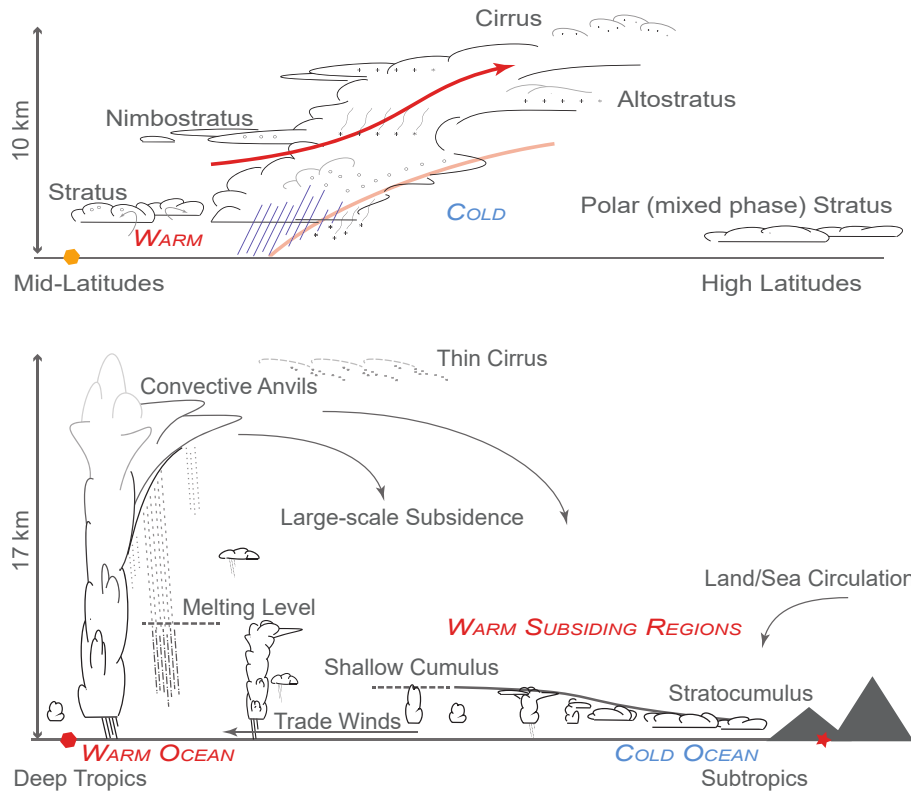 Cirrus
10 km
Altostratus
Nimbostratus
Stratus
Polar (mixed phase) Stratus
COLD
WARM
Mid-Latitudes
High Latitudes
Thin Cirrus
Convective Anvils
17 km
Large-scale Subsidence
Land/Sea Circulation
Melting Level
WARM SUBSIDING REGIONS
Shallow Cumulus
Stratocumulus
Trade Winds
WARM OCEAN
COLD OCEAN
Deep Tropics
Subtropics